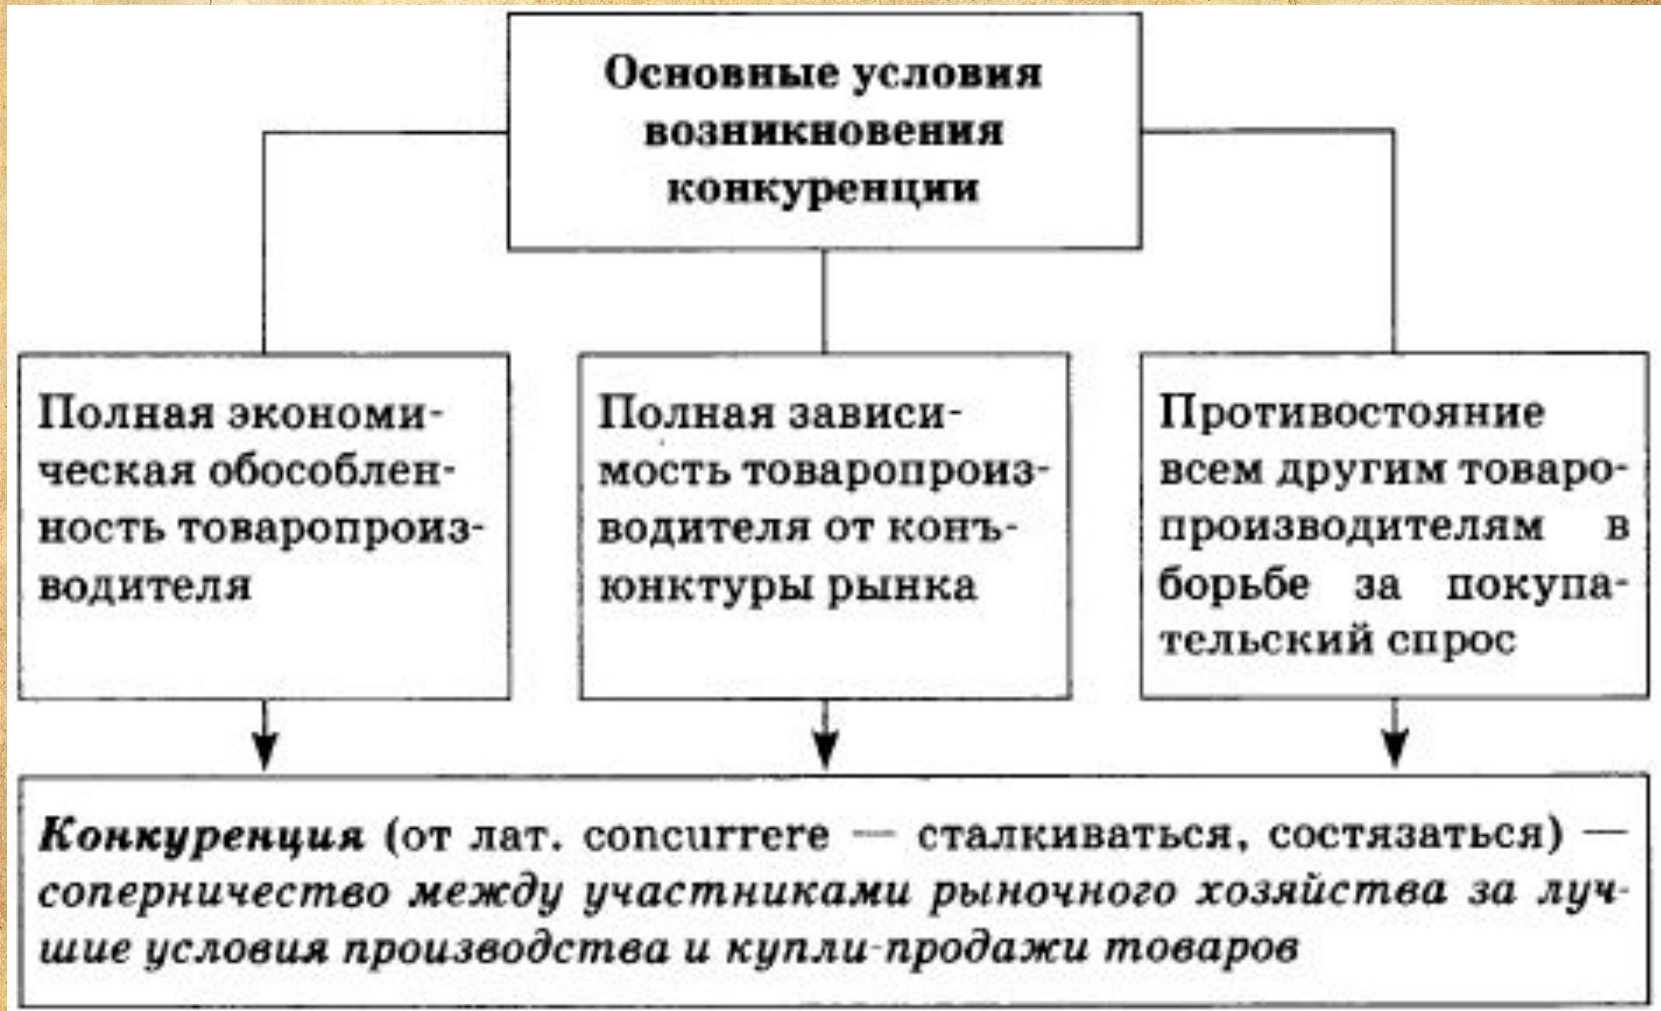 Основные условия
возникновения
конкуренции
Полная экономи-
ческая обособлен-
ность товаропроиз-
водителя
Полная зависи-
мость товаропроиз-
водителя от конъ-
юнктуры рынка
Противостояние
всем другим товаро-
производителям в
борьбе за покупа-
тельский спрос
Конкуренция (от лат. concurrere — сталкиваться, состязаться) —
соперничество между участниками рыночного хозяйства за луч-
шие условия производства и купли-продажи товаров